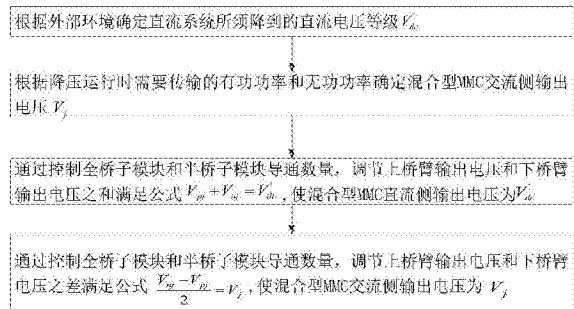 根据外部环境确定直流系统所须降到的直流电压等级 V'dc
根据降压运行时需要传输的有功功率和无功功率确定混合型MMC交流侧输出
电压 Vj
通过控制全桥子模块和半桥子模块导通数量，调节上桥臂输出电压和下桥臂
输出电压之和满足公式 Vpj + Vnj = V'dc ,使混合型MMC直流侧输出电压为V'dc
通过控制全桥子模块和半桥子模块导通数量，调节上桥臂输出电压和下桥臂
电压之差满足公式 (Vnj − Vpj)/2 = Vj ,使混合型MMC交流侧输出电压为 Vj